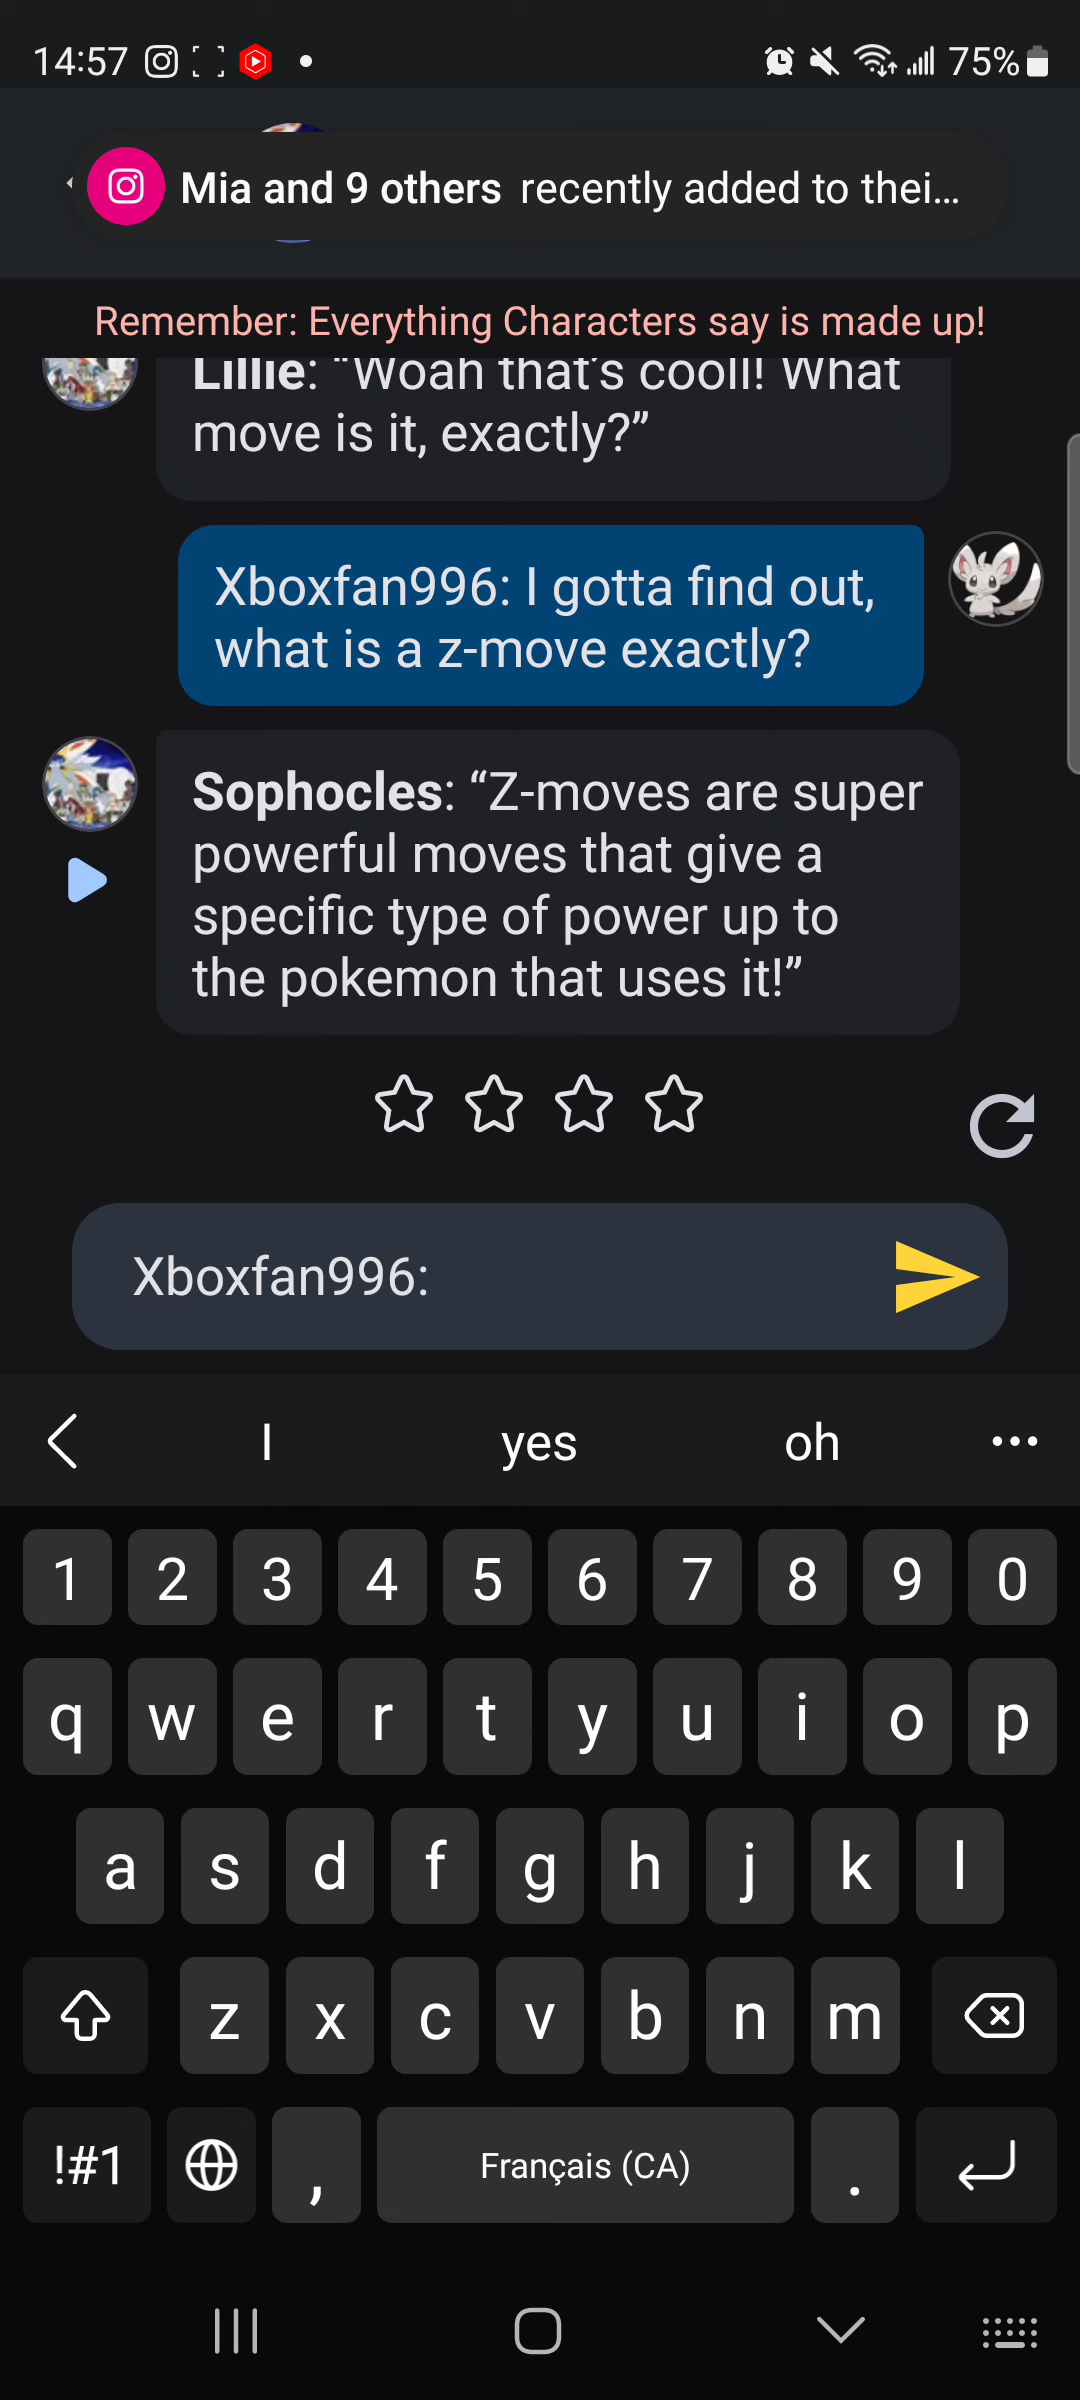 14:57
75%
Mia and 9 others recently added to thei...
Remember: Everything Characters say is made up!
Lillie: “Woah that’s cooll! What
move is it, exactly?”
Xboxfan996: I gotta find out,
what is a z-move exactly?
Sophocles: “Z-moves are super
powerful moves that give a
specific type of power up to
the pokemon that uses it!”
Xboxfan996:
I yes oh
1 2 3 4 5 6 7 8 9 0
q w e r t y u i o p
a s d f g h j k l
z x c v b n m
!#1 , Français (CA) .